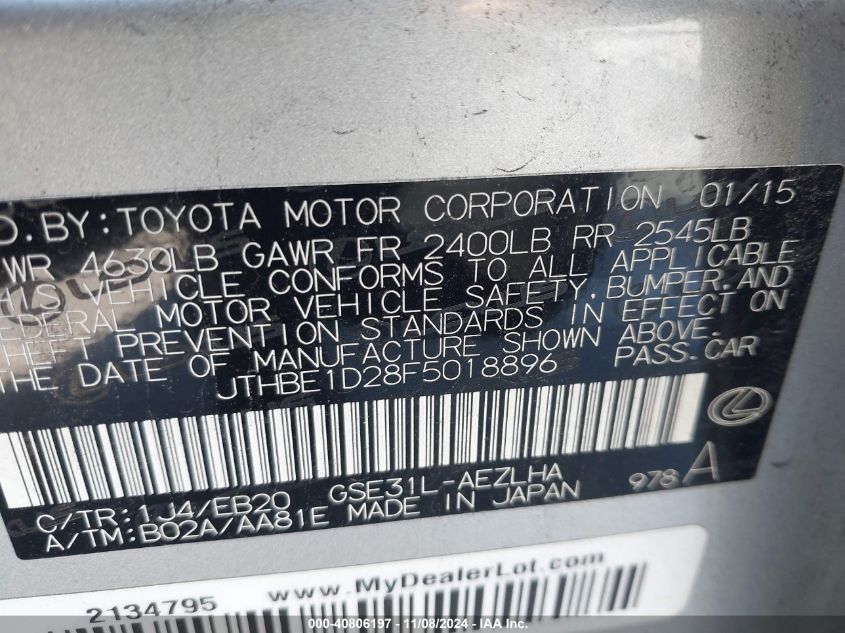 D.BY:TOYOTA MOTOR CORPORATION 01/15
WR 4630LB GAWR FR 2400LB RR 2545LB
VEHICLE CONFORMS TO ALL APPLICABLE
MOTOR VEHICLE SAFETY, BUMPER, AND
THEFT PREVENTION STANDARDS IN EFFECT ON
THE DATE OF MANUFACTURE SHOWN ABOVE.
JTHBE1D28F5018896 PASS.CAR
C/TR:1J4/EB20 GSE31L-AEZLHA
A/TM:B02A/AA81E MADE IN JAPAN
978A
www.MyDealerLot.com
2134795
000-40806197 - 11/08/2024 - IAA, Inc.